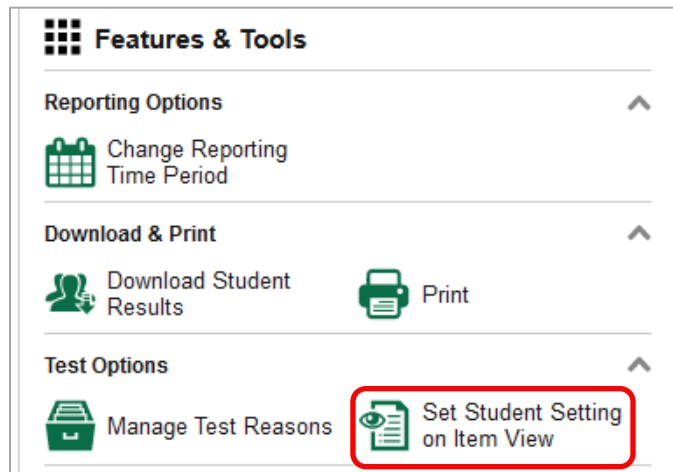 Features & Tools
Reporting Options
Change Reporting
Time Period
Download & Print
Download Student
Results
Print
Test Options
Manage Test Reasons
Set Student Setting
on Item View